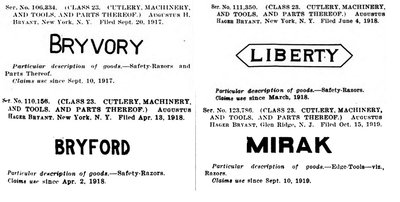 Ser. No. 106,334. (CLASS 23. CUTLERY, MACHINERY,
AND TOOLS, AND PARTS THEREOF.) AUGUSTUS H.
BRYANT, New York, N. Y. Filed Sept. 20, 1917.
BRYVORY
Particular description of goods.—Safety-Razors and
Parts Thereof.
Claims use since Sept. 10, 1917.
Ser. No. 110,156. (CLASS 23. CUTLERY, MACHINERY,
AND TOOLS, AND PARTS THEREOF.) AUGUSTUS
HAGER BRYANT, New York, N. Y. Filed Apr. 13, 1918.
BRYFORD
Particular description of goods.—Safety-Razors.
Claims use since Apr. 2, 1918.
Ser. No. 111,350. (CLASS 23. CUTLERY, MACHINERY,
AND TOOLS, AND PARTS THEREOF.) AUGUSTUS
HAGER BRYANT, New York, N. Y. Filed June 4, 1918.
LIBERTY
Particular description of goods.—Safety-Razors.
Claims use since March, 1918.
Ser. No. 123,786. (CLASS 23. CUTLERY, MACHINERY,
AND TOOLS, AND PARTS THEREOF.) AUGUSTUS
HAGER BRYANT, Glen Ridge, N. J. Filed Oct. 15, 1919.
MIRAK
Particular description of goods.—Edge-Tools—viz.,
Razors.
Claims use since Sept. 10, 1919.